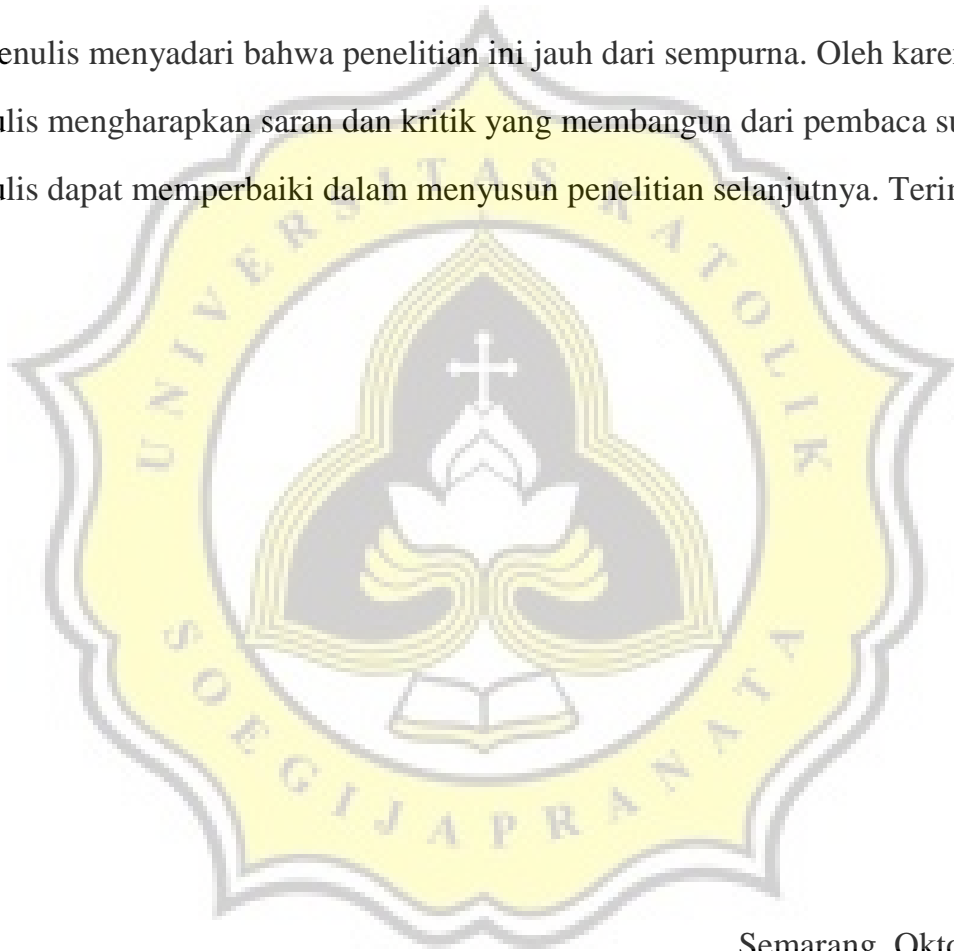 enulis menyadari bahwa penelitian ini jauh dari sempurna. Oleh karen
ulis mengharapkan saran dan kritik yang membangun dari pembaca su
ulis dapat memperbaiki dalam menyusun penelitian selanjutnya. Terin
UNIVERSITAS KATOLIK
SOEGIJAPRANATA
Semarang, Okto